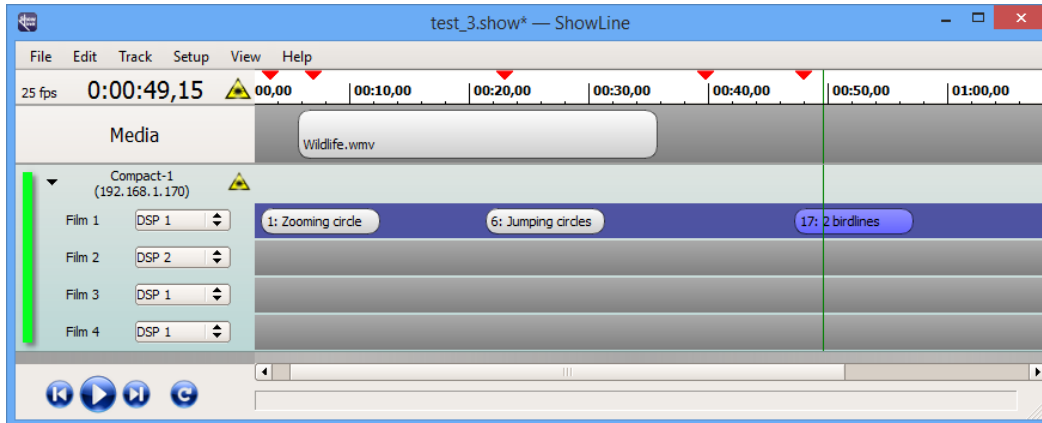 test_3.show* — ShowLine
File Edit Track Setup View Help
25 fps 0:00:49,15 00,00 00:10,00 00:20,00 00:30,00 00:40,00 00:50,00 01:00,00
Media
Wildlife.wmv
Compact-1
(192.168.1.170)
Film 1 DSP 1 1: Zooming circle 6: Jumping circles 17: 2 birdlines
Film 2 DSP 2
Film 3 DSP 1
Film 4 DSP 1